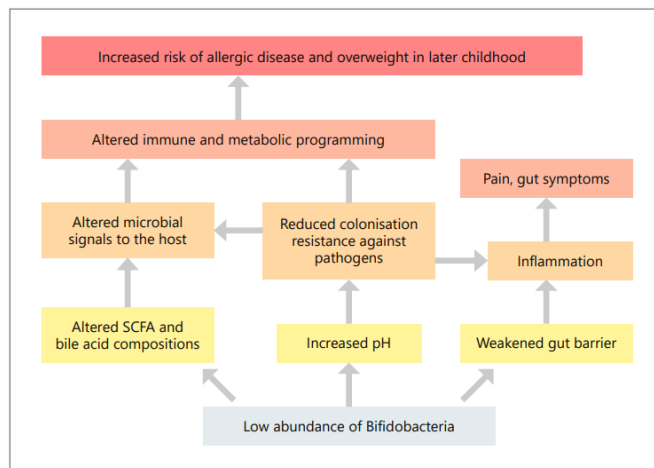 Increased risk of allergic disease and overweight in later childhood
Altered immune and metabolic programming
Pain, gut symptoms
Altered microbial
signals to the host
Reduced colonisation
resistance against
pathogens
Inflammation
Altered SCFA and
bile acid compositions
Increased pH
Weakened gut barrier
Low abundance of Bifidobacteria